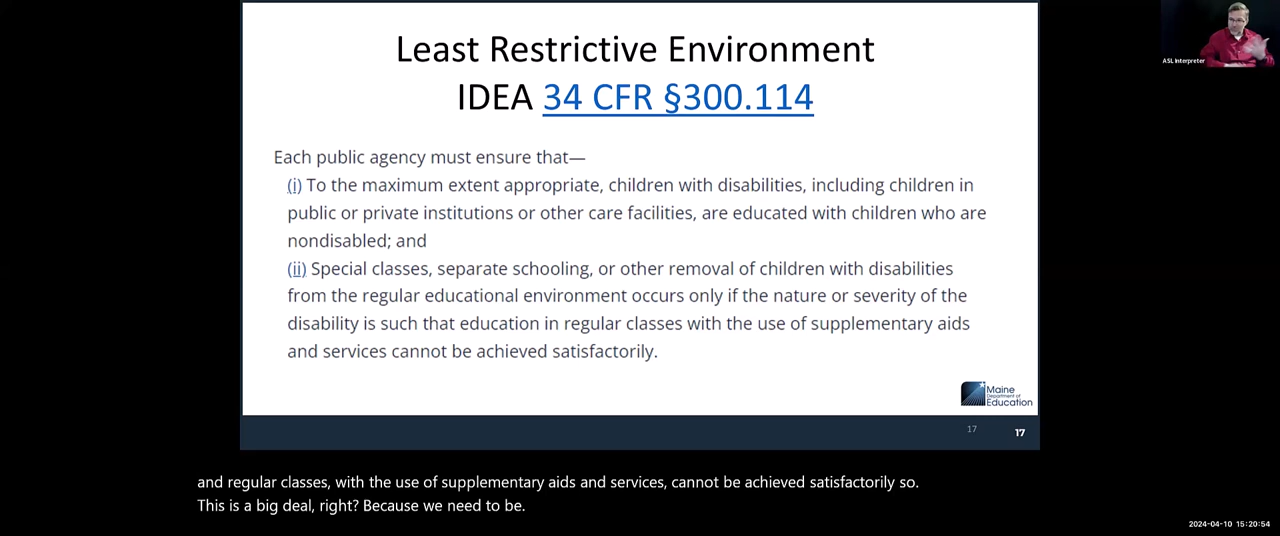 Least Restrictive Environment
IDEA 34 CFR §300.114
Each public agency must ensure that—
(i) To the maximum extent appropriate, children with disabilities, including children in
public or private institutions or other care facilities, are educated with children who are
nondisabled; and
(ii) Special classes, separate schooling, or other removal of children with disabilities
from the regular educational environment occurs only if the nature or severity of the
disability is such that education in regular classes with the use of supplementary aids
and services cannot be achieved satisfactorily.
Maine
Department of
Education
17
17
ASL Interpreter
and regular classes, with the use of supplementary aids and services, cannot be achieved satisfactorily so.
This is a big deal, right? Because we need to be.
2024-04-10 15:20:54